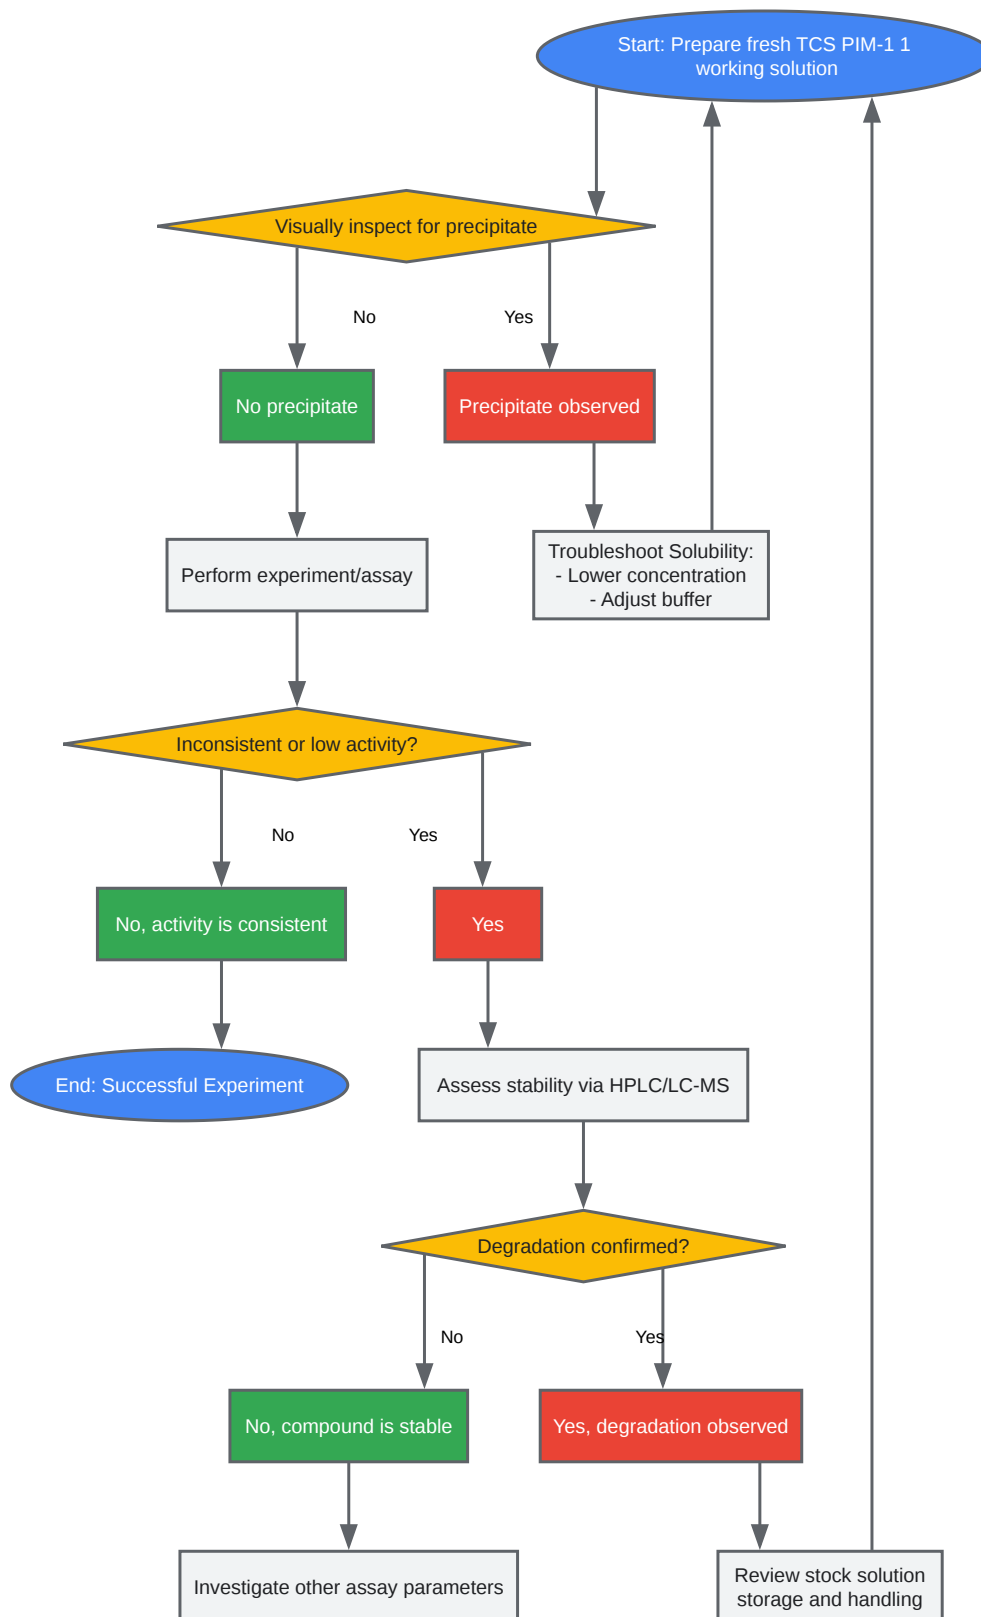 Start: Prepare fresh TCS PIM-1 1
working solution
Visually inspect for precipitate
No
Yes
No precipitate
Precipitate observed
Perform experiment/assay
Troubleshoot Solubility:
- Lower concentration
- Adjust buffer
Inconsistent or low activity?
No
Yes
No, activity is consistent
Yes
End: Successful Experiment
Assess stability via HPLC/LC-MS
Degradation confirmed?
No
Yes
No, compound is stable
Yes, degradation observed
Investigate other assay parameters
Review stock solution
storage and handling